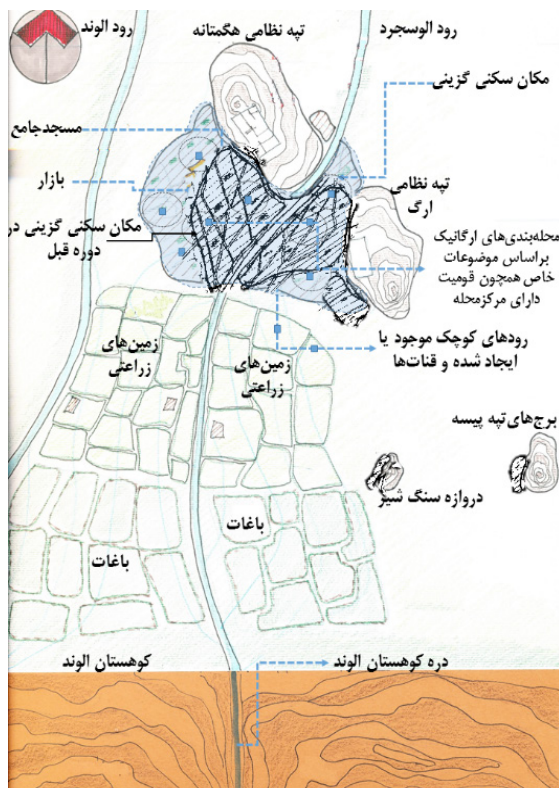 رود الوسجرد
تپه نظامی هگمتانه
رود الوند
مکان سکنی گزینی
مسجدجامع
تپه نظامی
ارگ
بازار
مکان سکنی گزینی در
دوره قبل
محله‌بندی‌های ارگانیک
براساس موضوعات
خاص همچون قومیت
دارای مرکزمحله
رودهای کوچک موجود یا
ایجاد شده و قنات‌ها
زمین‌های
زراعتی
زمین‌های
زراعتی
برج‌های تپه پیسه
دروازه سنگ شیر
باغات
باغات
دره کوهستان الوند
کوهستان الوند